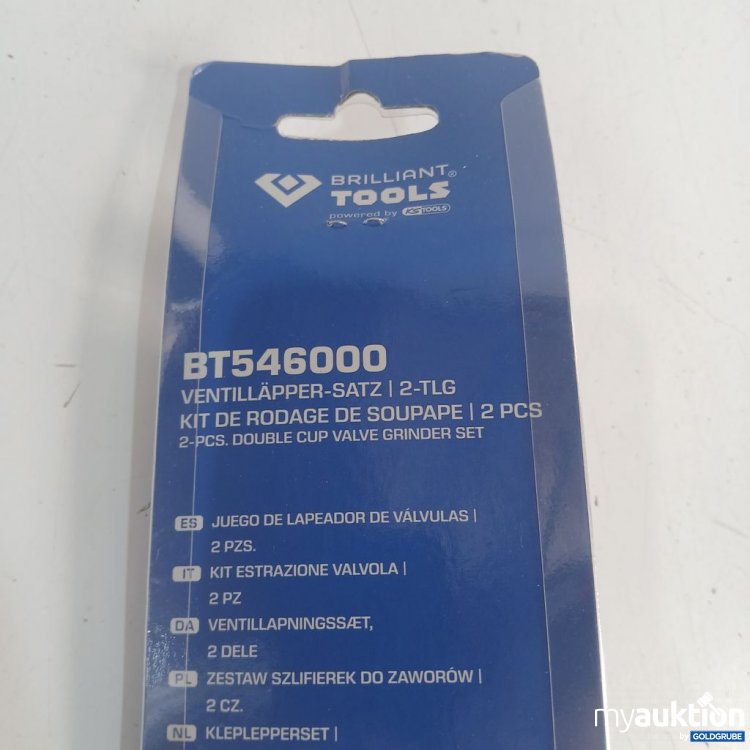 BRILLIANT®
TOOLS
powered by KS TOOLS
BT546000
VENTILLÄPPER-SATZ | 2-TLG
KIT DE RODAGE DE SOUPAPE | 2 PCS
2-PCS. DOUBLE CUP VALVE GRINDER SET
ES JUEGO DE LAPEADOR DE VÁLVULAS |
2 PZS.
IT KIT ESTRAZIONE VALVOLA |
2 PZ
DA VENTILLAPNINGSSÆT,
2 DELE
PL ZESTAW SZLIFIEREK DO ZAWORÓW |
2 CZ.
NL KLEPLEPPERSET |
myauktion
by GOLDGRUBE